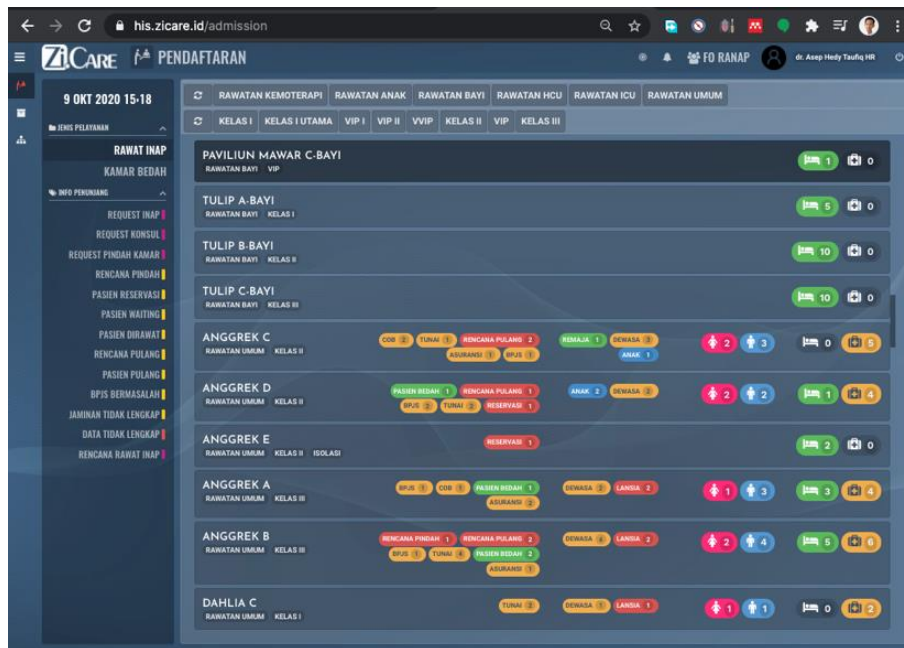 his.zicare.id/admission
ZiCARE PENDAFTARAN
FO RANAP
dr. Asep Hedy Taufiq HR
9 OKT 2020 15:18
JENIS PELAYANAN
RAWAT INAP
KAMAR BEDAH
INFO PENUNJANG
REQUEST INAP
REQUEST KONSUL
REQUEST PINDAH KAMAR
RENCANA PINDAH
PASIEN RESERVASI
PASIEN WAITING
PASIEN DIRAWAT
RENCANA PULANG
PASIEN PULANG
BPJS BERMASALAH
JAMINAN TIDAK LENGKAP
DATA TIDAK LENGKAP
RENCANA RAWAT INAP
RAWATAN KEMOTERAPI RAWATAN ANAK RAWATAN BAYI RAWATAN HCU RAWATAN ICU RAWATAN UMUM
KELAS I KELAS I UTAMA VIP I VIP II VVIP KELAS II VIP KELAS III
PAVILIUN MAWAR C-BAYI 1 0
RAWATAN BAYI VIP
TULIP A-BAYI 5 0
RAWATAN BAYI KELAS I
TULIP B-BAYI 10 0
RAWATAN BAYI KELAS II
TULIP C-BAYI 10 0
RAWATAN BAYI KELAS III
ANGGREK C COB 2 TUNAI 1 RENCANA PULANG 2 REMAJA 1 DEWASA 3 2 3 0 5
RAWATAN UMUM KELAS II ASURANSI 1 BPJS 1 ANAK 1
ANGGREK D PASIEN BEDAH 1 RENCANA PULANG 1 ANAK 2 DEWASA 2 2 2 1 4
RAWATAN UMUM KELAS II BPJS 2 TUNAI 2 RESERVASI 1
ANGGREK E RESERVASI 1 2 0
RAWATAN UMUM KELAS II ISOLASI
ANGGREK A BPJS 1 COB 1 PASIEN BEDAH 1 DEWASA 2 LANSIA 2 1 3 3 4
RAWATAN UMUM KELAS III ASURANSI 2
ANGGREK B RENCANA PINDAH 1 RENCANA PULANG 2 DEWASA 4 LANSIA 2 2 4 5 6
RAWATAN UMUM KELAS III BPJS 1 TUNAI 4 PASIEN BEDAH 2
ASURANSI 1
DAHLIA C TUNAI 2 DEWASA 1 LANSIA 1 1 1 0 2
RAWATAN UMUM KELAS I